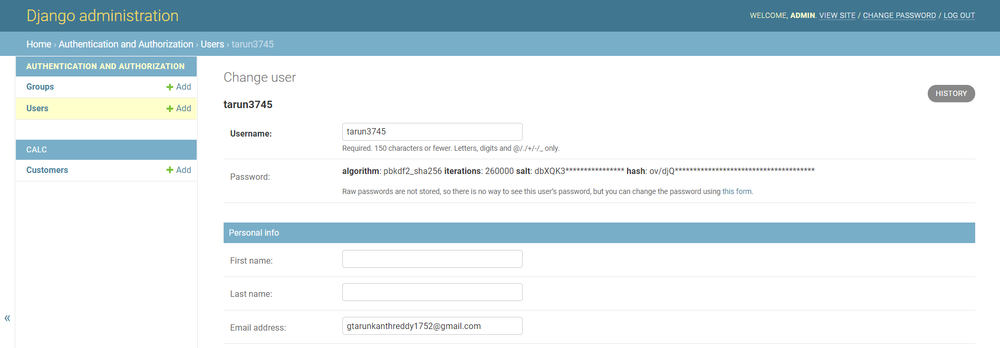 Django administration
WELCOME, ADMIN. VIEW SITE / CHANGE PASSWORD / LOG OUT
Home › Authentication and Authorization › Users › tarun3745
AUTHENTICATION AND AUTHORIZATION
Groups + Add
Users + Add
CALC
Customers + Add
«
Change user
HISTORY
tarun3745
Username: tarun3745
Required. 150 characters or fewer. Letters, digits and @/./+/-/_ only.
Password: algorithm: pbkdf2_sha256 iterations: 260000 salt: dbXQK3**************** hash: ov/djQ**************************************
Raw passwords are not stored, so there is no way to see this user’s password, but you can change the password using this form.
Personal info
First name:
Last name:
Email address: gtarunkanthreddy1752@gmail.com